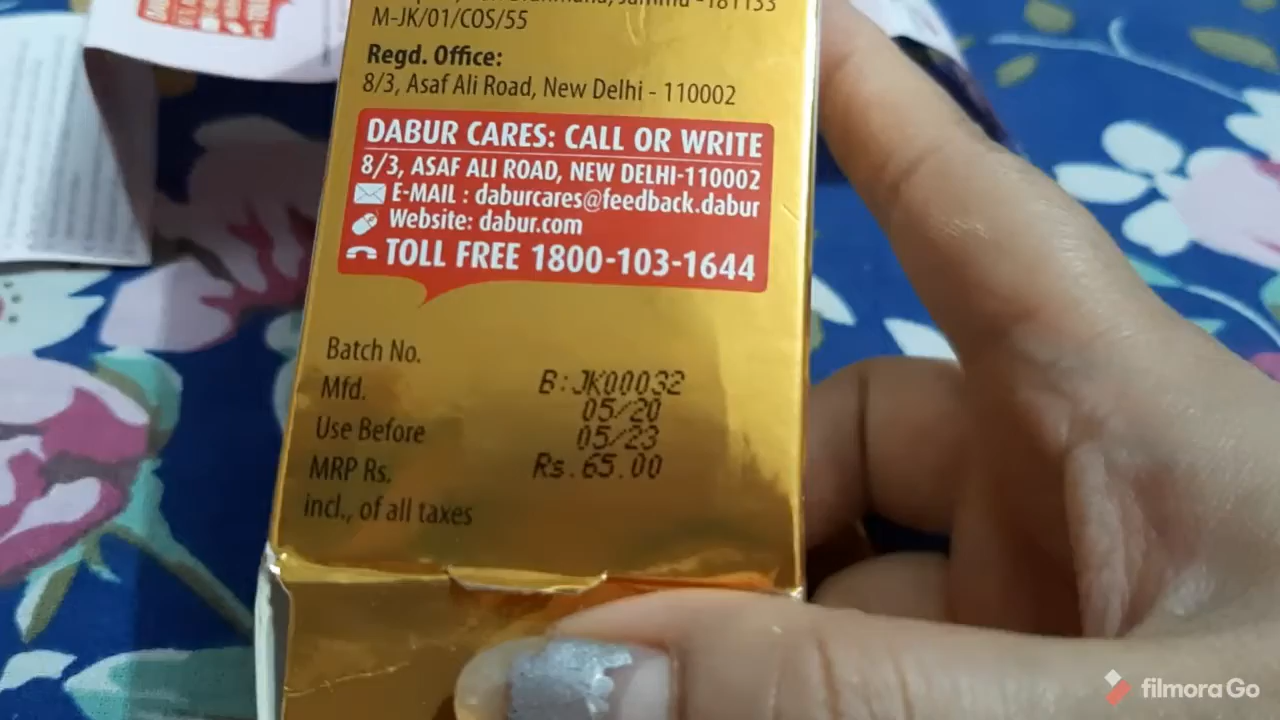 Jammu -181133
M-JK/01/COS/55
Regd. Office:
8/3, Asaf Ali Road, New Delhi - 110002
DABUR CARES: CALL OR WRITE
8/3, ASAF ALI ROAD, NEW DELHI-110002
E-MAIL : daburcares@feedback.dabur
Website: dabur.com
TOLL FREE 1800-103-1644
Batch No.
B:JK00032
Mfd.
05/20
Use Before
05/23
MRP Rs.
Rs.65.00
incl., of all taxes
filmoraGo